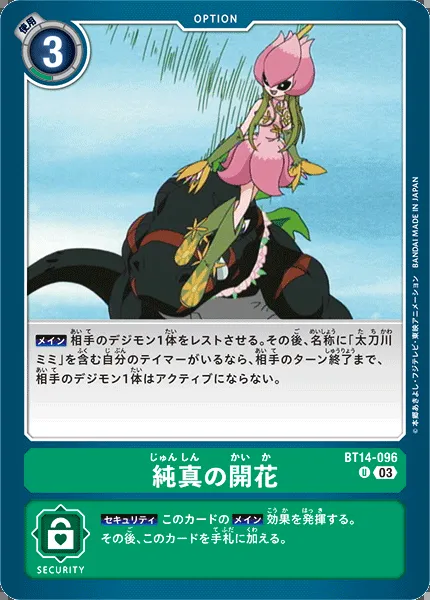 OPTION
使用
3
メイン 相手のデジモン1体をレストさせる。その後、名称に「太刀川
ミミ」を含む自分のテイマーがいるなら、相手のターン終了まで、
相手のデジモン1体はアクティブにならない。
©本郷あきよし・フジテレビ・東映アニメーション BANDAI MADE IN JAPAN
BT14-096
U 03
じゅんしん かいか
純真の開花
セキュリティ このカードの メイン 効果を発揮する。
その後、このカードを手札に加える。
SECURITY